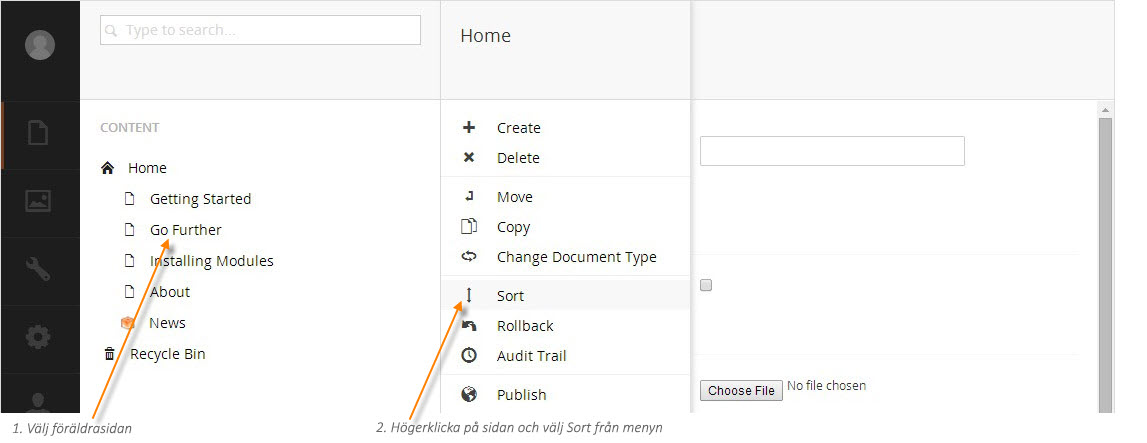 Type to search...
Home
CONTENT
Home
Getting Started
Go Further
Installing Modules
About
News
Recycle Bin
Create
Delete
Move
Copy
Change Document Type
Sort
Rollback
Audit Trail
Publish
Choose File No file chosen
1. Välj föräldrasidan
2. Högerklicka på sidan och välj Sort från menyn